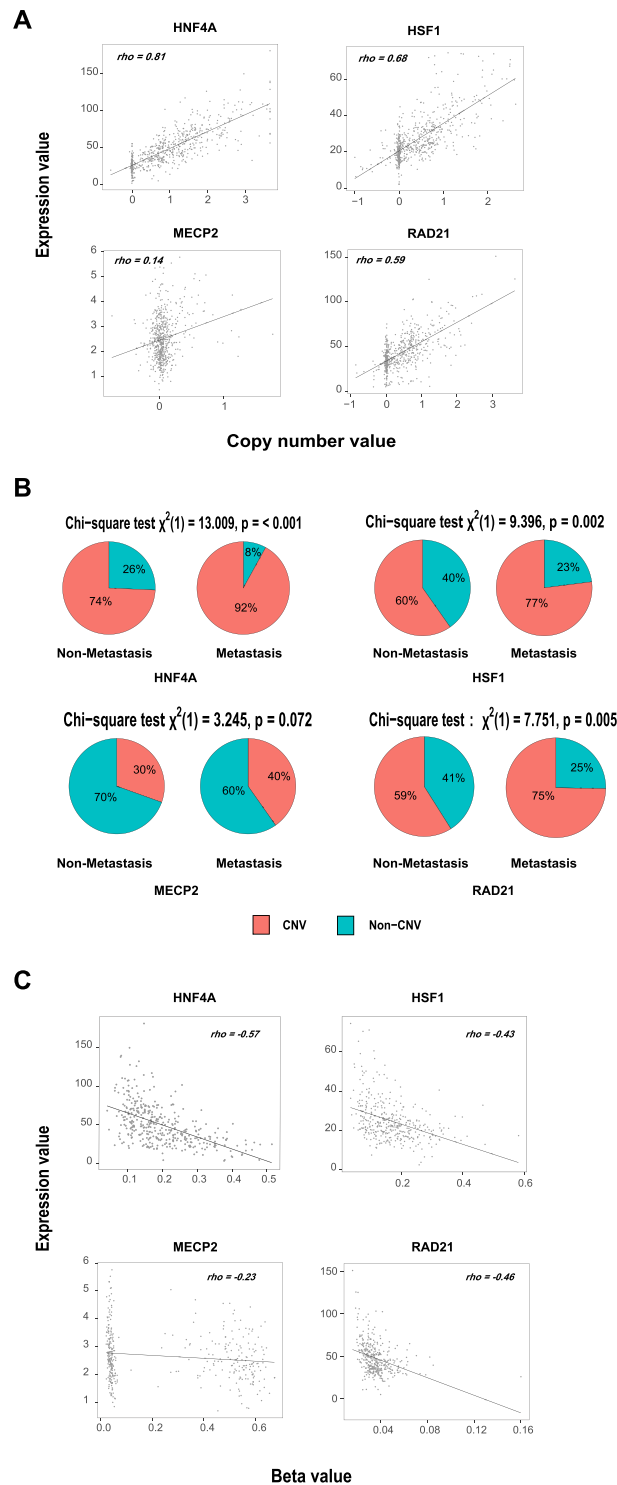 A
HNF4A
HSF1
rho = 0.81
rho = 0.68
150
100
50
0
0 1 2 3
60
40
20
0
−1 0 1 2
Expression value
MECP2
RAD21
rho = 0.14
rho = 0.59
6
5
4
3
2
1
0 1
150
100
50
0
−1 0 1 2 3
Copy number value
B
Chi−square test χ²(1) = 13.009, p = < 0.001
Chi−square test χ²(1) = 9.396, p = 0.002
26%
74%
8%
92%
40%
60%
23%
77%
Non-Metastasis
Metastasis
Non-Metastasis
Metastasis
HNF4A
HSF1
Chi−square test χ²(1) = 3.245, p = 0.072
Chi−square test : χ²(1) = 7.751, p = 0.005
30%
70%
40%
60%
41%
59%
25%
75%
Non-Metastasis
Metastasis
Non-Metastasis
Metastasis
MECP2
RAD21
CNV
Non−CNV
C
HNF4A
HSF1
rho = -0.57
rho = -0.43
150
100
50
0
0.1 0.2 0.3 0.4 0.5
60
40
20
0
0.2 0.4 0.6
Expression value
MECP2
RAD21
rho = -0.23
rho = -0.46
6
5
4
3
2
1
0.0 0.2 0.4 0.6
150
100
50
0
0.04 0.08 0.12 0.16
Beta value